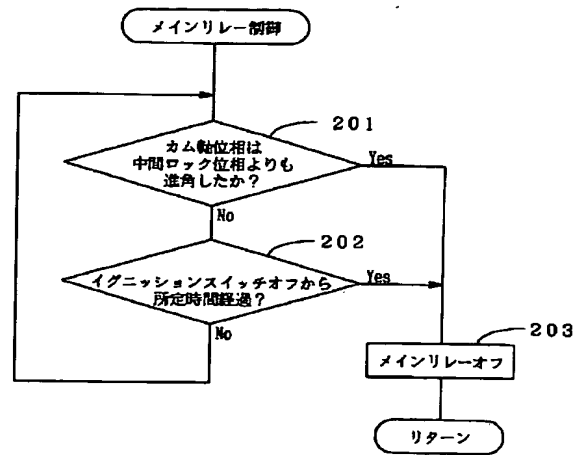 メインリレー制御
201
カム軸位相は
中間ロック位相よりも
進角したか？
Yes
No
202
イグニッションスイッチオフから
所定時間経過？
Yes
No
203
メインリレーオフ
リターン